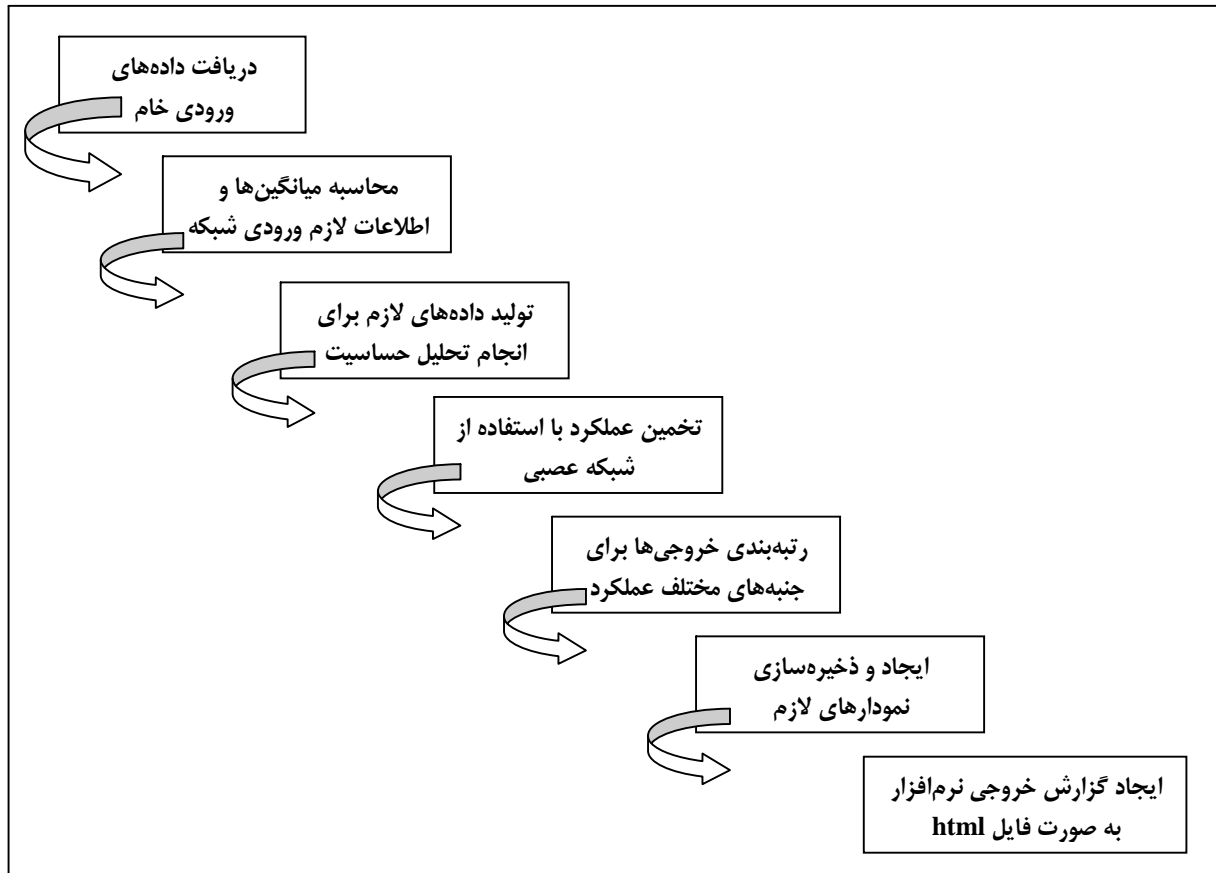 دریافت داده‌های
ورودی خام
محاسبه میانگین‌ها و
اطلاعات لازم ورودی شبکه
تولید داده‌های لازم برای
انجام تحلیل حساسیت
تخمین عملکرد با استفاده از
شبکه عصبی
رتبه‌بندی خروجی‌ها برای
جنبه‌های مختلف عملکرد
ایجاد و ذخیره‌سازی
نمودارهای لازم
ایجاد گزارش خروجی نرم‌افزار
به صورت فایل html